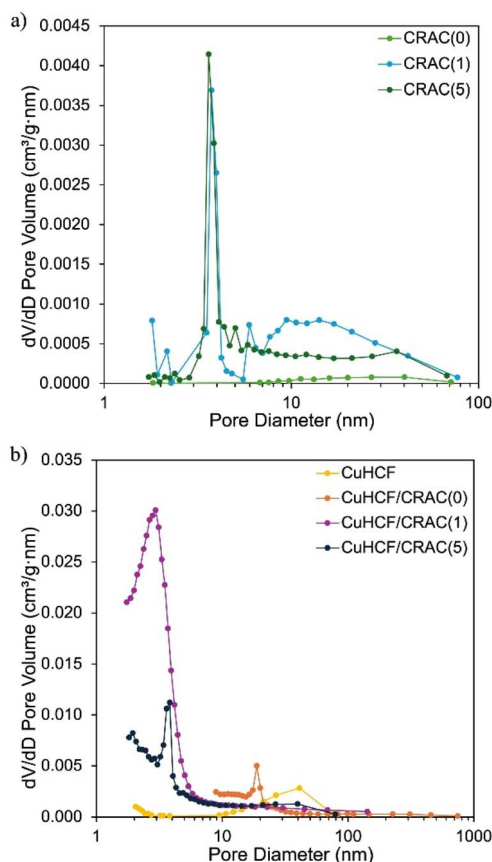 a)
0.0045
0.0040
0.0035
0.0030
0.0025
0.0020
0.0015
0.0010
0.0005
0.0000
dV/dD Pore Volume (cm³/g·nm)
CRAC(0)
CRAC(1)
CRAC(5)
1 10 100
Pore Diameter (nm)
b)
0.035
0.030
0.025
0.020
0.015
0.010
0.005
0.000
dV/dD Pore Volume (cm³/g·nm)
CuHCF
CuHCF/CRAC(0)
CuHCF/CRAC(1)
CuHCF/CRAC(5)
1 10 100 1000
Pore Diameter (nm)